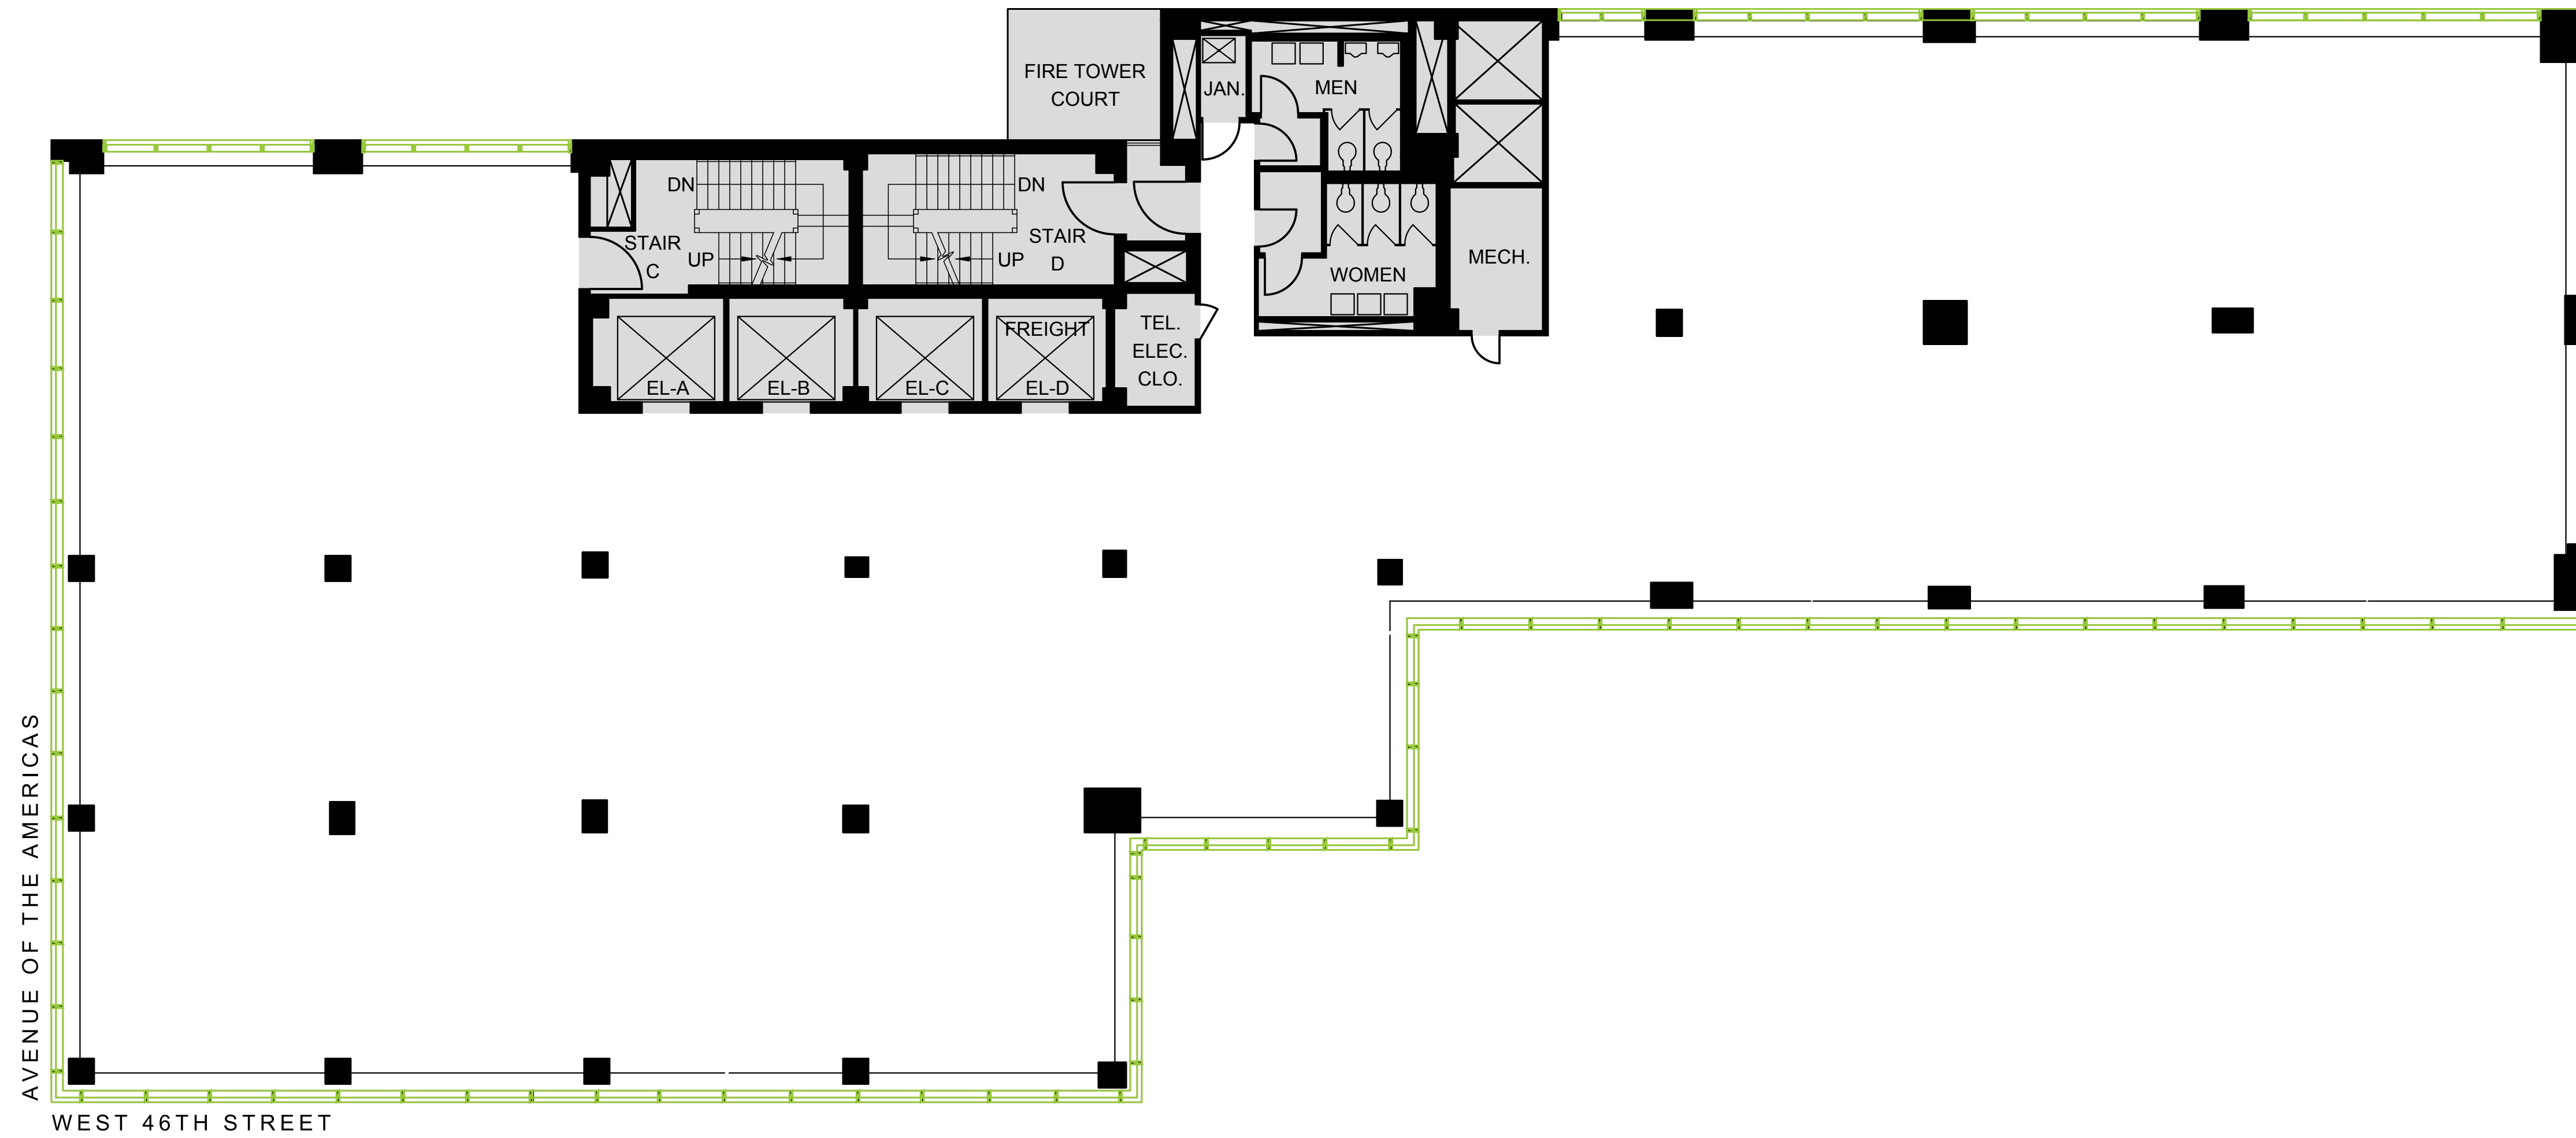 FIRE TOWER
COURT
JAN.
MEN
DN
DN
STAIR
C
UP
UP
STAIR
D
WOMEN
MECH.
FREIGHT
TEL.
ELEC.
CLO.
EL-A
EL-B
EL-C
EL-D
AVENUE OF THE AMERICAS
WEST 46TH STREET